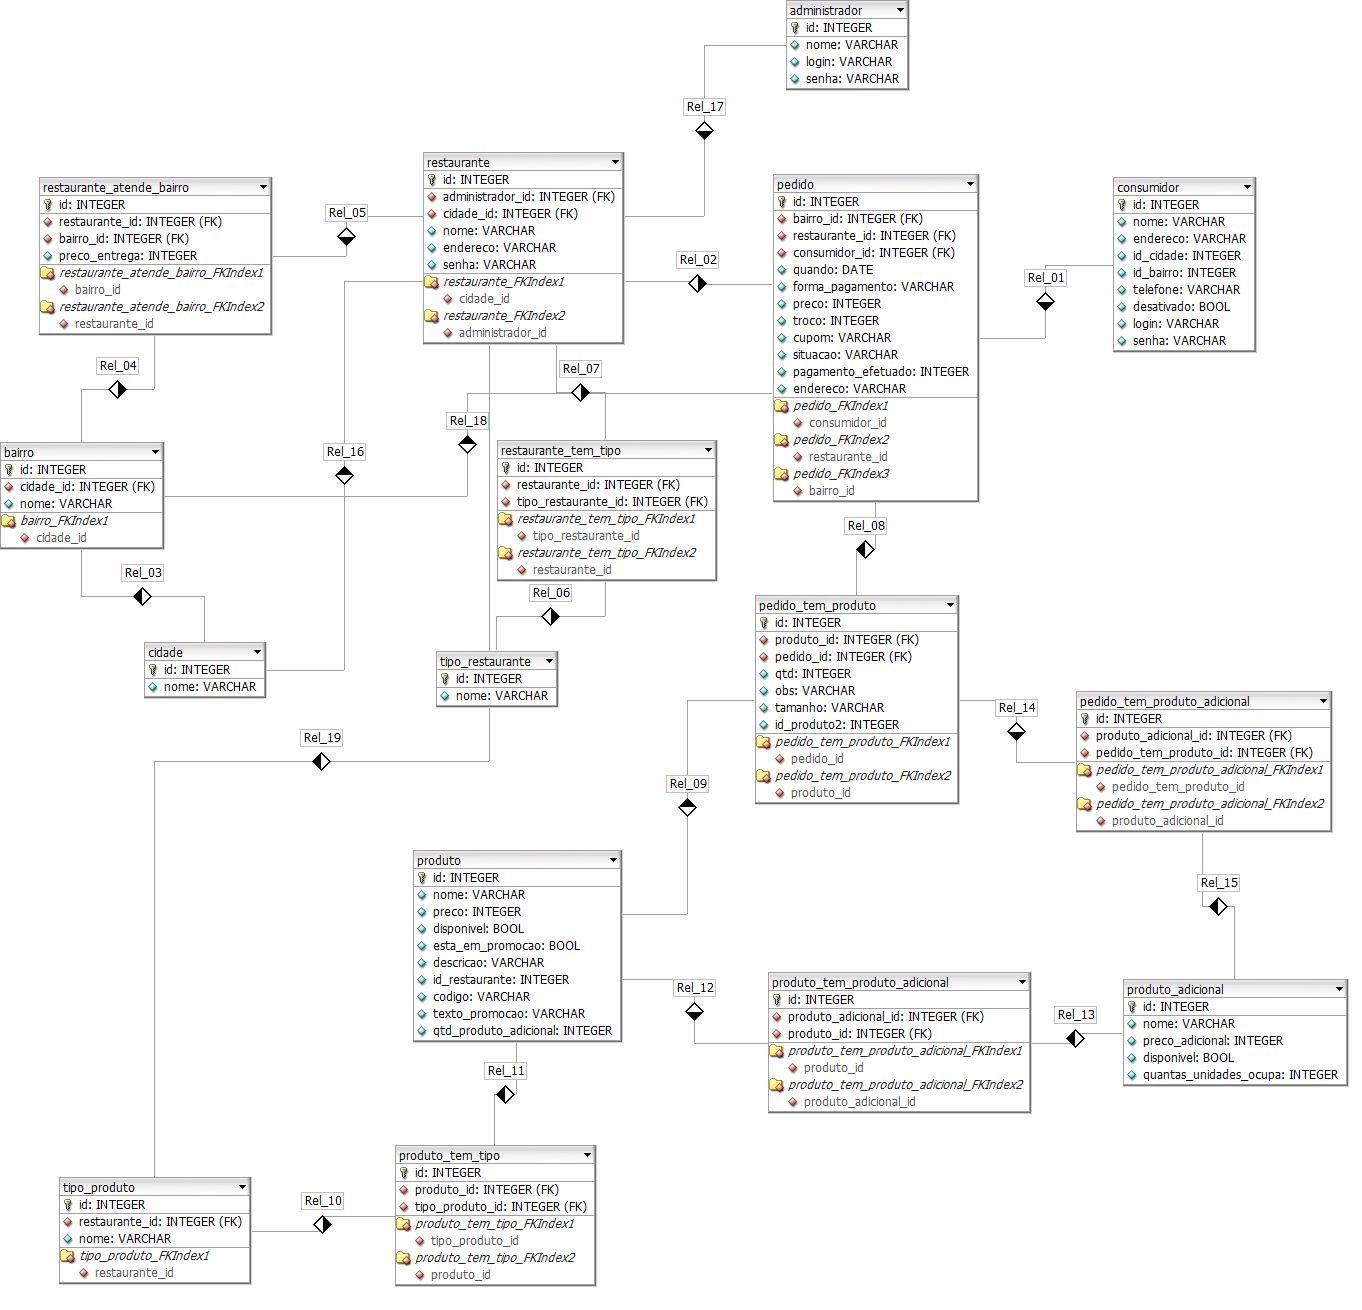 administrador
id: INTEGER
nome: VARCHAR
login: VARCHAR
senha: VARCHAR
Rel_17
restaurante
id: INTEGER
administrador_id: INTEGER (FK)
cidade_id: INTEGER (FK)
nome: VARCHAR
endereco: VARCHAR
senha: VARCHAR
restaurante_FKIndex1
cidade_id
restaurante_FKIndex2
administrador_id
restaurante_atende_bairro
id: INTEGER
restaurante_id: INTEGER (FK)
bairro_id: INTEGER (FK)
preco_entrega: INTEGER
restaurante_atende_bairro_FKIndex1
bairro_id
restaurante_atende_bairro_FKIndex2
restaurante_id
Rel_05
pedido
id: INTEGER
bairro_id: INTEGER (FK)
restaurante_id: INTEGER (FK)
consumidor_id: INTEGER (FK)
quando: DATE
forma_pagamento: VARCHAR
preco: INTEGER
troco: INTEGER
cupom: VARCHAR
situacao: VARCHAR
pagamento_efetuado: INTEGER
endereco: VARCHAR
pedido_FKIndex1
consumidor_id
pedido_FKIndex2
restaurante_id
pedido_FKIndex3
bairro_id
consumidor
id: INTEGER
nome: VARCHAR
endereco: VARCHAR
id_cidade: INTEGER
id_bairro: INTEGER
telefone: VARCHAR
desativado: BOOL
login: VARCHAR
senha: VARCHAR
Rel_02
Rel_01
Rel_04
Rel_07
Rel_18
Rel_16
bairro
id: INTEGER
cidade_id: INTEGER (FK)
nome: VARCHAR
bairro_FKIndex1
cidade_id
restaurante_tem_tipo
id: INTEGER
restaurante_id: INTEGER (FK)
tipo_restaurante_id: INTEGER (FK)
restaurante_tem_tipo_FKIndex1
tipo_restaurante_id
restaurante_tem_tipo_FKIndex2
restaurante_id
Rel_08
Rel_03
Rel_06
cidade
id: INTEGER
nome: VARCHAR
tipo_restaurante
id: INTEGER
nome: VARCHAR
pedido_tem_produto
id: INTEGER
produto_id: INTEGER (FK)
pedido_id: INTEGER (FK)
qtd: INTEGER
obs: VARCHAR
tamanho: VARCHAR
id_produto2: INTEGER
pedido_tem_produto_FKIndex1
pedido_id
pedido_tem_produto_FKIndex2
produto_id
Rel_14
pedido_tem_produto_adicional
id: INTEGER
produto_adicional_id: INTEGER (FK)
pedido_tem_produto_id: INTEGER (FK)
pedido_tem_produto_adicional_FKIndex1
pedido_tem_produto_id
pedido_tem_produto_adicional_FKIndex2
produto_adicional_id
Rel_19
Rel_09
produto
id: INTEGER
nome: VARCHAR
preco: INTEGER
disponivel: BOOL
esta_em_promocao: BOOL
descricao: VARCHAR
id_restaurante: INTEGER
codigo: VARCHAR
texto_promocao: VARCHAR
qtd_produto_adicional: INTEGER
Rel_15
Rel_12
produto_tem_produto_adicional
id: INTEGER
produto_adicional_id: INTEGER (FK)
produto_id: INTEGER (FK)
produto_tem_produto_adicional_FKIndex1
produto_id
produto_tem_produto_adicional_FKIndex2
produto_adicional_id
Rel_13
produto_adicional
id: INTEGER
nome: VARCHAR
preco_adicional: INTEGER
disponivel: BOOL
quantas_unidades_ocupa: INTEGER
Rel_11
produto_tem_tipo
id: INTEGER
produto_id: INTEGER (FK)
tipo_produto_id: INTEGER (FK)
produto_tem_tipo_FKIndex1
tipo_produto_id
produto_tem_tipo_FKIndex2
produto_id
Rel_10
tipo_produto
id: INTEGER
restaurante_id: INTEGER (FK)
nome: VARCHAR
tipo_produto_FKIndex1
restaurante_id